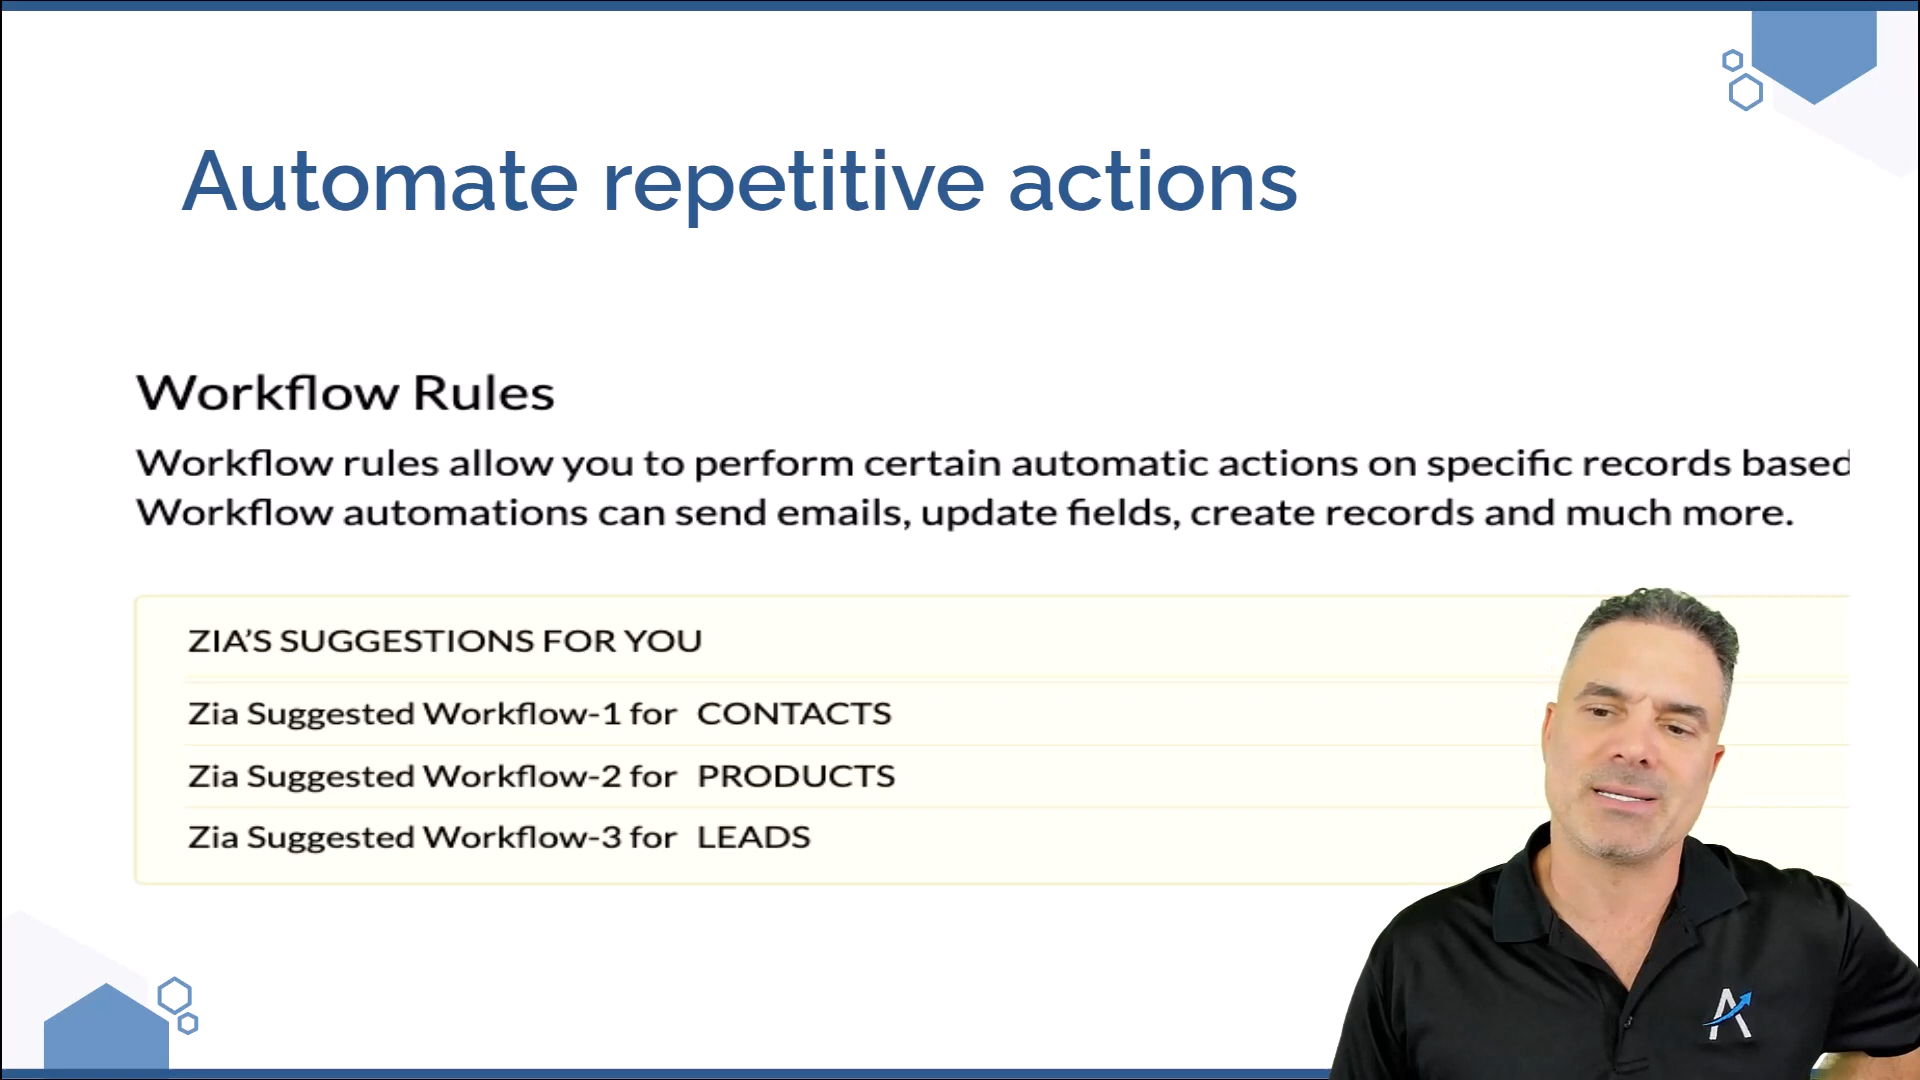 Automate repetitive actions
Workflow Rules
Workflow rules allow you to perform certain automatic actions on specific records based
Workflow automations can send emails, update fields, create records and much more.
ZIA’S SUGGESTIONS FOR YOU
Zia Suggested Workflow-1 for CONTACTS
Zia Suggested Workflow-2 for PRODUCTS
Zia Suggested Workflow-3 for LEADS